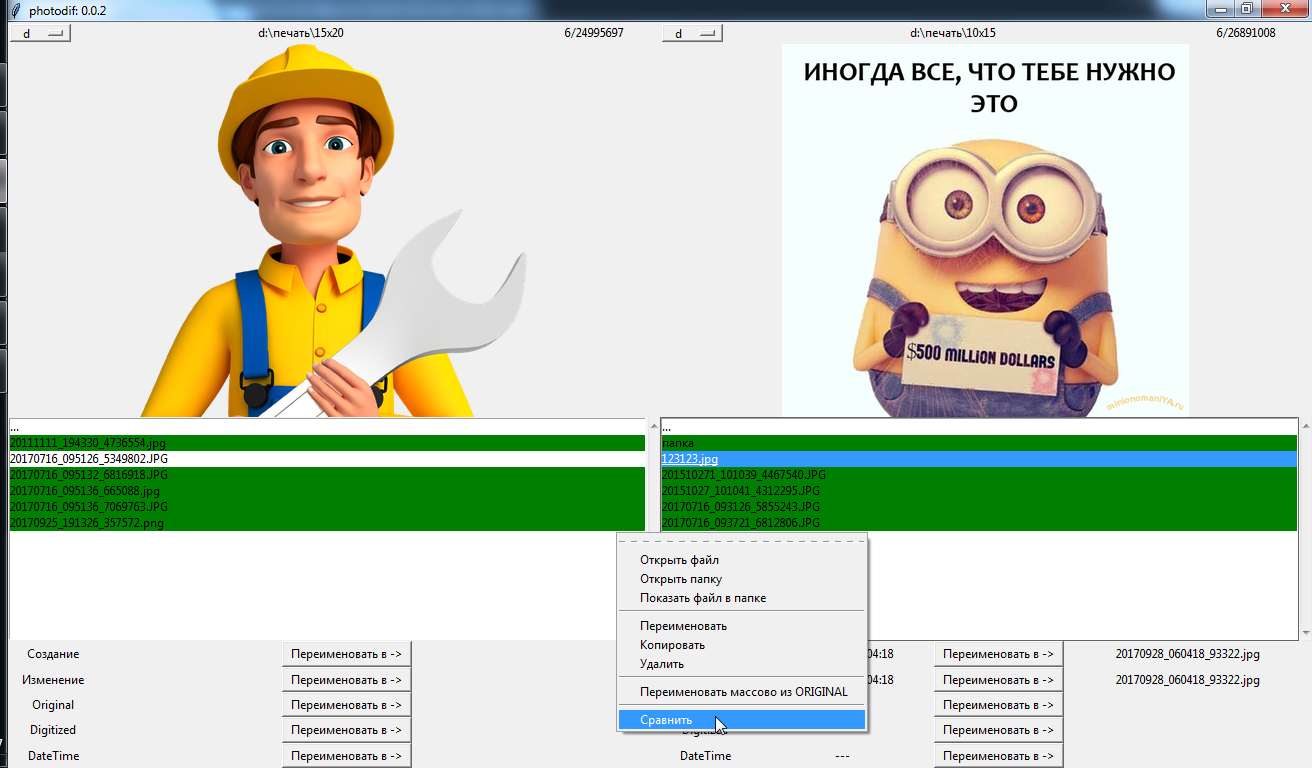 photodif: 0.0.2
d
d:\печать\15x20
6/24995697
d
d:\печать\10x15
6/26891008
ИНОГДА ВСЕ, ЧТО ТЕБЕ НУЖНО
ЭТО
$500 MILLION DOLLARS
minionomaniYA.ru
...
20111111_194330_4736554.jpg
20170716_095126_5349802.JPG
20170716_095132_6816918.JPG
20170716_095136_665088.jpg
20170716_095136_7069763.JPG
20170925_191326_357572.png
...
папка
123123.jpg
201510271_101039_4467540.JPG
20151027_101041_4312295.JPG
20170716_093126_5855243.JPG
20170716_093721_6812806.JPG
Открыть файл
Открыть папку
Показать файл в папке
Переименовать
Копировать
Удалить
Переименовать массово из ORIGINAL
Сравнить
Создание
Переименовать в ->
04:18
Переименовать в ->
20170928_060418_93322.jpg
Изменение
Переименовать в ->
04:18
Переименовать в ->
20170928_060418_93322.jpg
Original
Переименовать в ->
Переименовать в ->
Digitized
Переименовать в ->
Digitized
Переименовать в ->
DateTime
Переименовать в ->
DateTime
---
Переименовать в ->